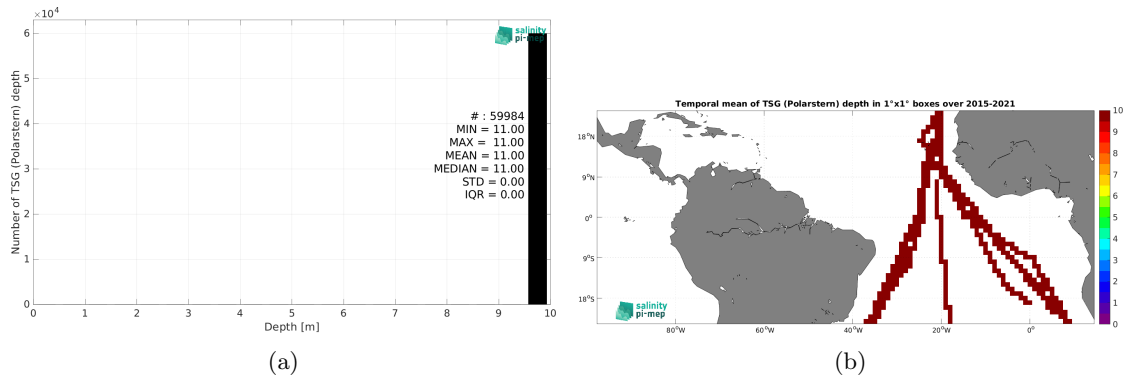 ×10⁴
Number of TSG (Polarstern) depth
6
5
4
3
2
1
0
0 1 2 3 4 5 6 7 8 9 10
Depth [m]
salinity
pi-mep
# : 59984
MIN = 11.00
MAX = 11.00
MEAN = 11.00
MEDIAN = 11.00
STD = 0.00
IQR = 0.00
(a)
Temporal mean of TSG (Polarstern) depth in 1°x1° boxes over 2015-2021
18°N
9°N
0°
9°S
18°S
80°W 60°W 40°W 20°W 0°
10
9
8
7
6
5
4
3
2
1
0
salinity
pi-mep
(b)